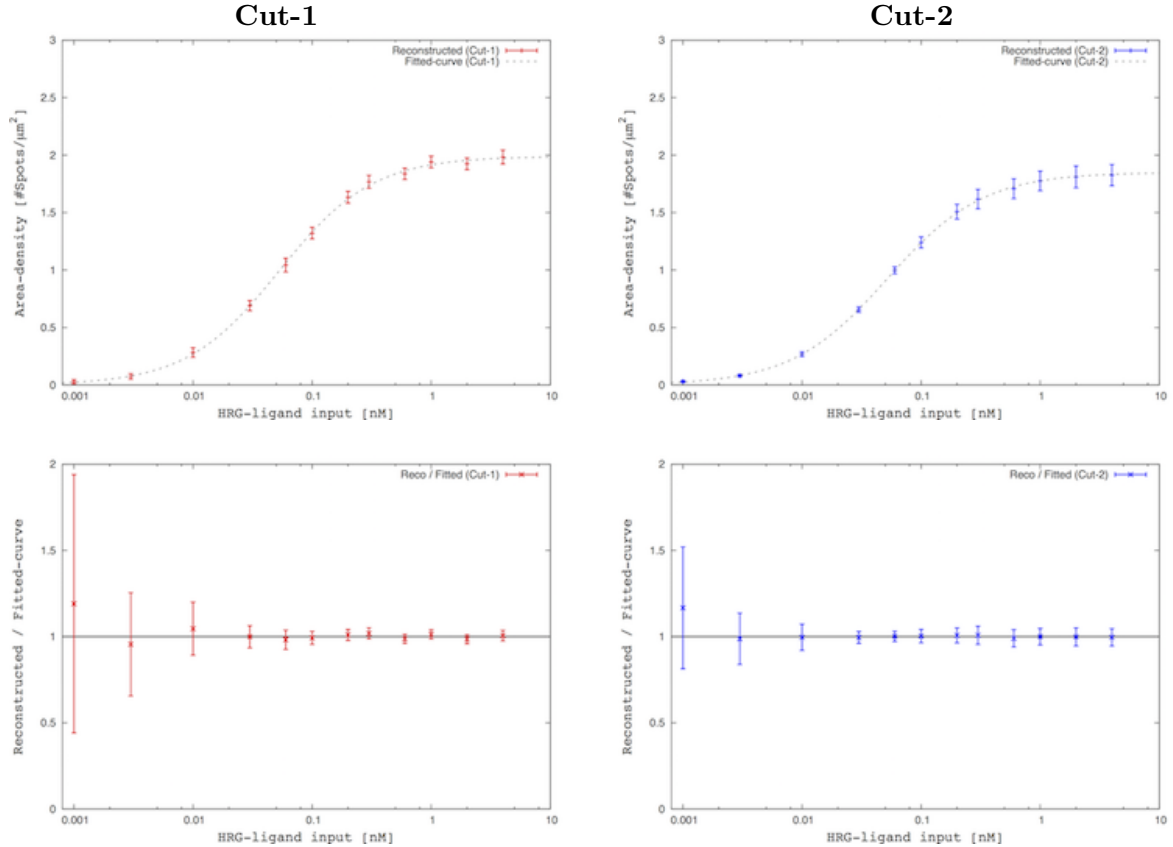 Cut-1
Reconstructed (Cut-1)
Fitted-curve (Cut-1)
Area-density [#Spots/μm²]
3
2.5
2
1.5
1
0.5
0
0.001
0.01
0.1
1
10
HRG-ligand input [nM]
Cut-2
Reconstructed (Cut-2)
Fitted-curve (Cut-2)
Area-density [#Spots/μm²]
3
2.5
2
1.5
1
0.5
0
0.001
0.01
0.1
1
10
HRG-ligand input [nM]
Reco / Fitted (Cut-1)
Reconstructed / Fitted-curve
2
1.5
1
0.5
0
0.001
0.01
0.1
1
10
HRG-ligand input [nM]
Reco / Fitted (Cut-2)
Reconstructed / Fitted-curve
2
1.5
1
0.5
0
0.001
0.01
0.1
1
10
HRG-ligand input [nM]